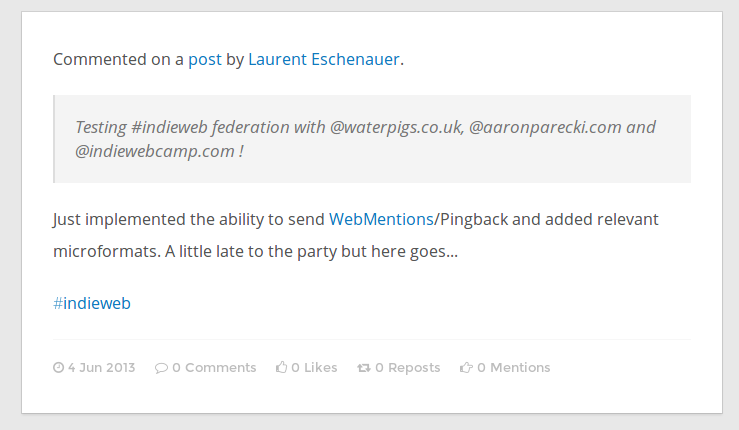 Commented on a post by Laurent Eschenauer.
Testing #indieweb federation with @waterpigs.co.uk, @aaronparecki.com and
@indiewebcamp.com !
Just implemented the ability to send WebMentions/Pingback and added relevant
microformats. A little late to the party but here goes...
#indieweb
4 Jun 2013 0 Comments 0 Likes 0 Reposts 0 Mentions